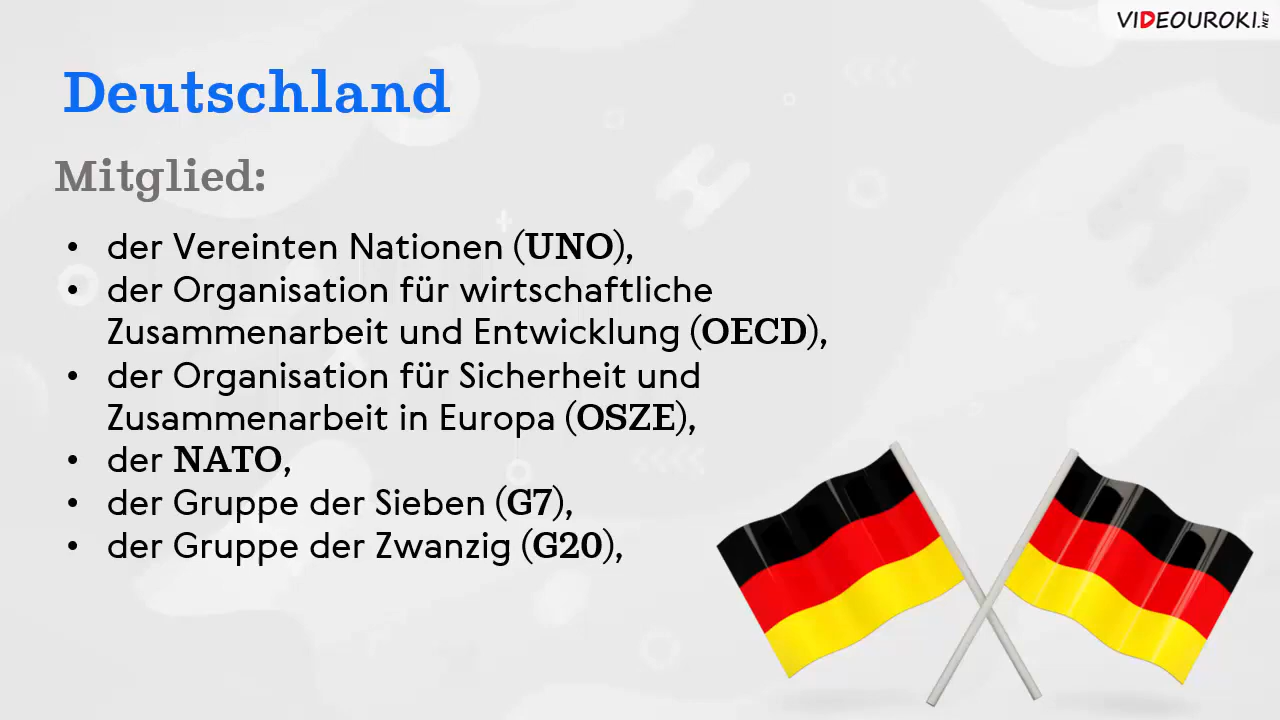 VIDEOUROKI.NET
Deutschland
Mitglied:
• der Vereinten Nationen (UNO),
• der Organisation für wirtschaftliche
Zusammenarbeit und Entwicklung (OECD),
• der Organisation für Sicherheit und
Zusammenarbeit in Europa (OSZE),
• der NATO,
• der Gruppe der Sieben (G7),
• der Gruppe der Zwanzig (G20),